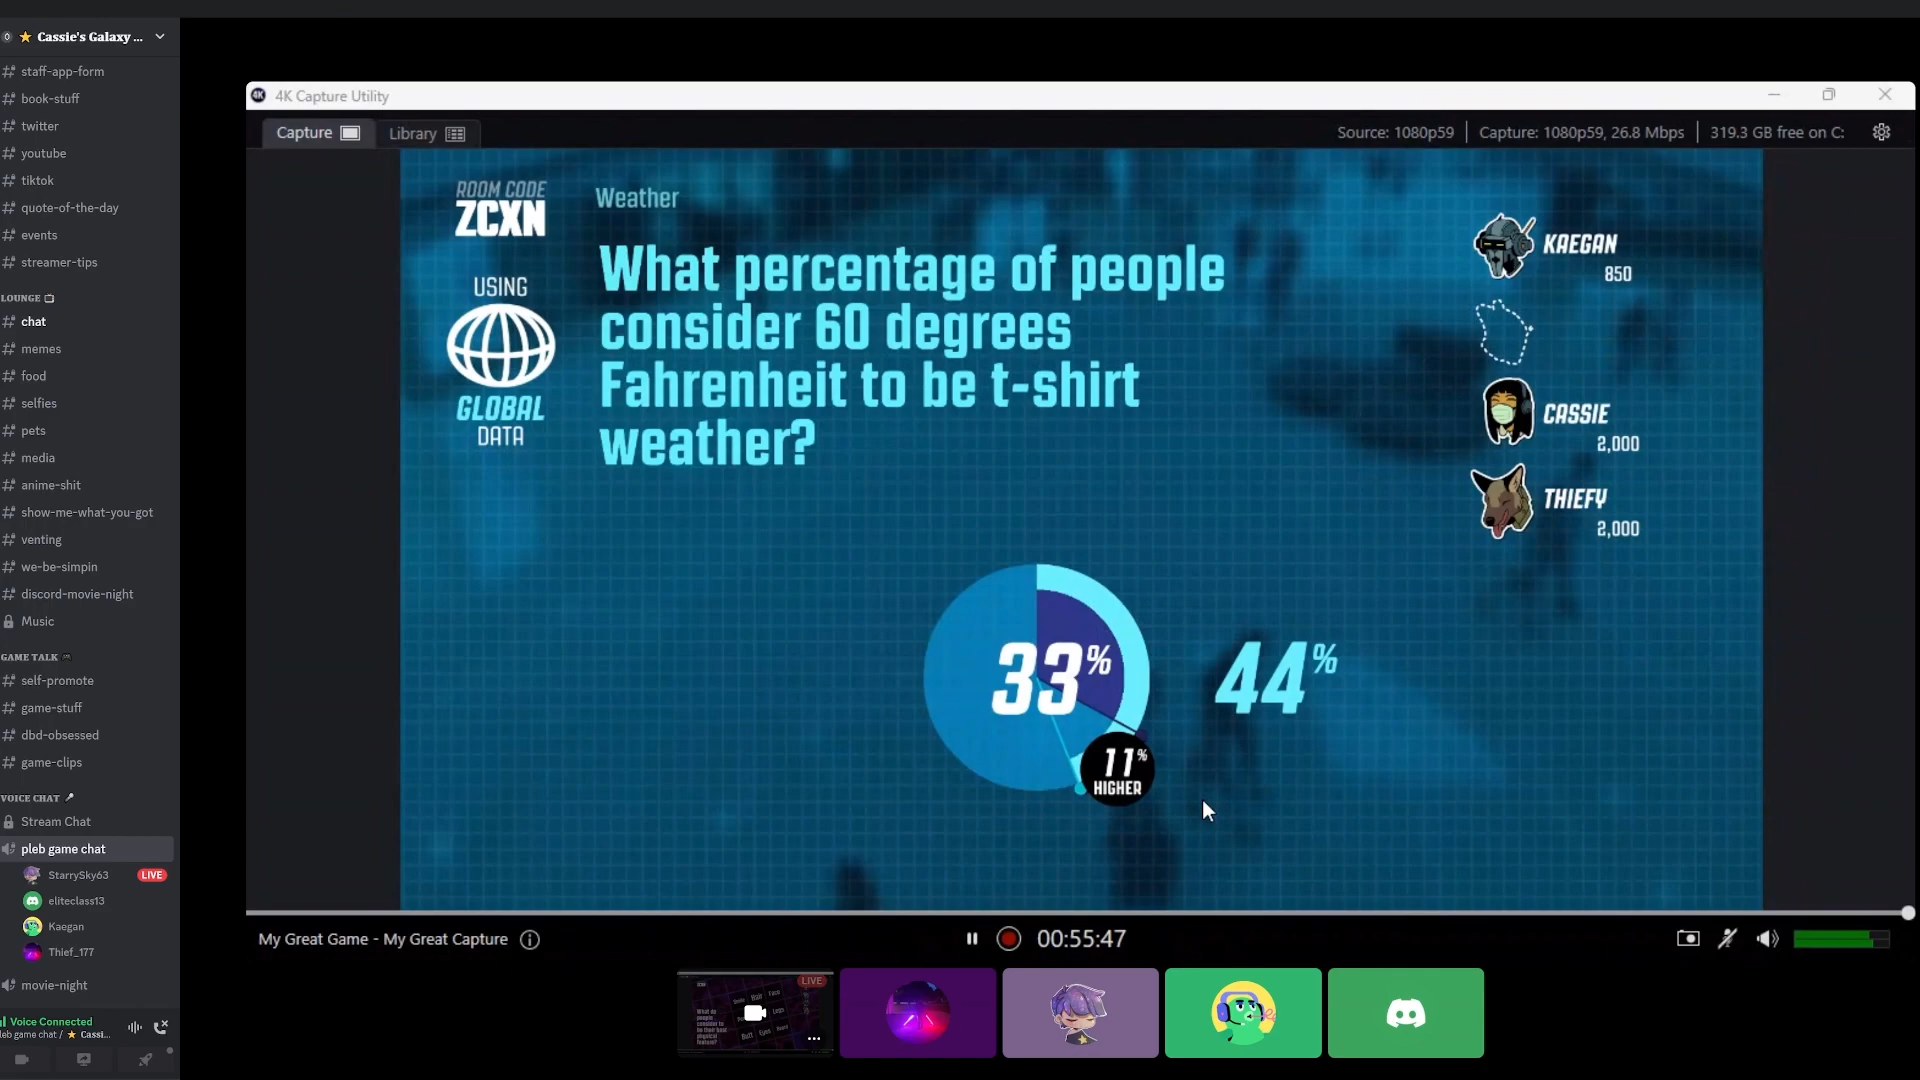 Cassie's Galaxy ...
staff-app-form
book-stuff
twitter
youtube
tiktok
quote-of-the-day
events
streamer-tips
LOUNGE
chat
memes
food
selfies
pets
media
anime-shit
show-me-what-you-got
venting
we-be-simpin
discord-movie-night
Music
GAME TALK
self-promote
game-stuff
dbd-obsessed
game-clips
VOICE CHAT
Stream Chat
pleb game chat
StarrySky63 LIVE
eliteclass13
Kaegan
Thief_177
movie-night
Voice Connected
leb game chat / Cassi...
4K 4K Capture Utility
Capture Library
Source: 1080p59 | Capture: 1080p59, 26.8 Mbps | 319.3 GB free on C:
ROOM CODE
ZCXN
USING
GLOBAL
DATA
Weather
What percentage of people
consider 60 degrees
Fahrenheit to be t-shirt
weather?
KAEGAN
850
CASSIE
2,000
THIEFY
2,000
33%
44%
11%
HIGHER
My Great Game - My Great Capture
00:55:47
LIVE